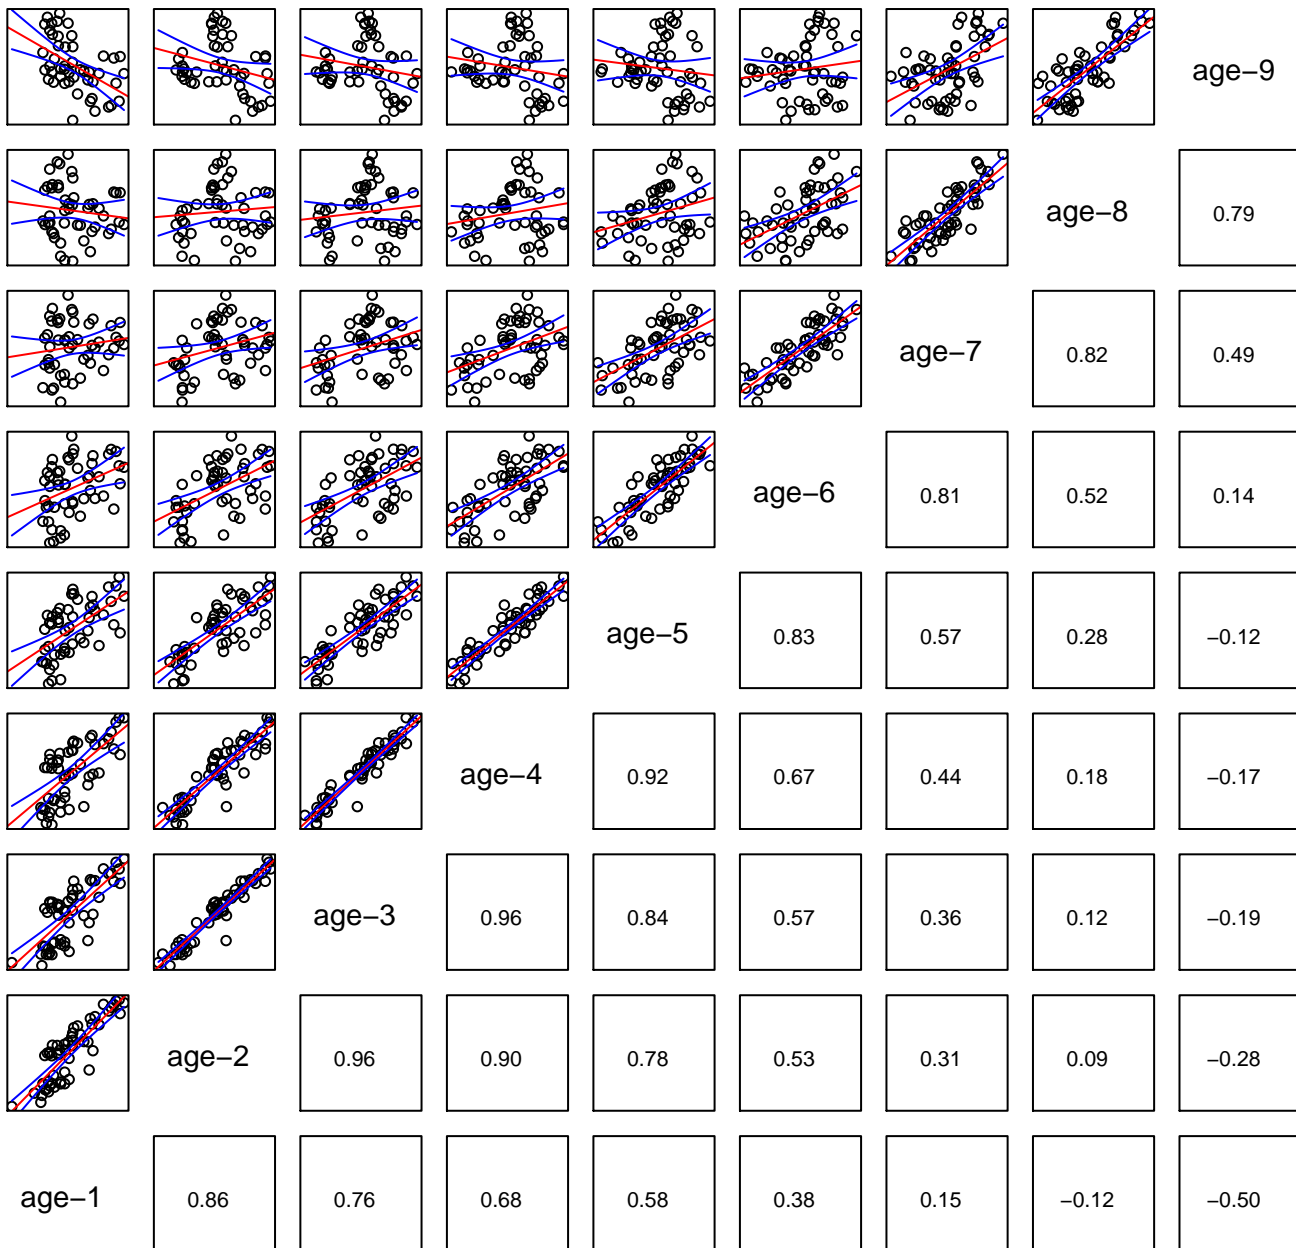 age−9
age−8 0.79
age−7 0.82 0.49
age−6 0.81 0.52 0.14
age−5 0.83 0.57 0.28 −0.12
age−4 0.92 0.67 0.44 0.18 −0.17
age−3 0.96 0.84 0.57 0.36 0.12 −0.19
age−2 0.96 0.90 0.78 0.53 0.31 0.09 −0.28
age−1 0.86 0.76 0.68 0.58 0.38 0.15 −0.12 −0.50